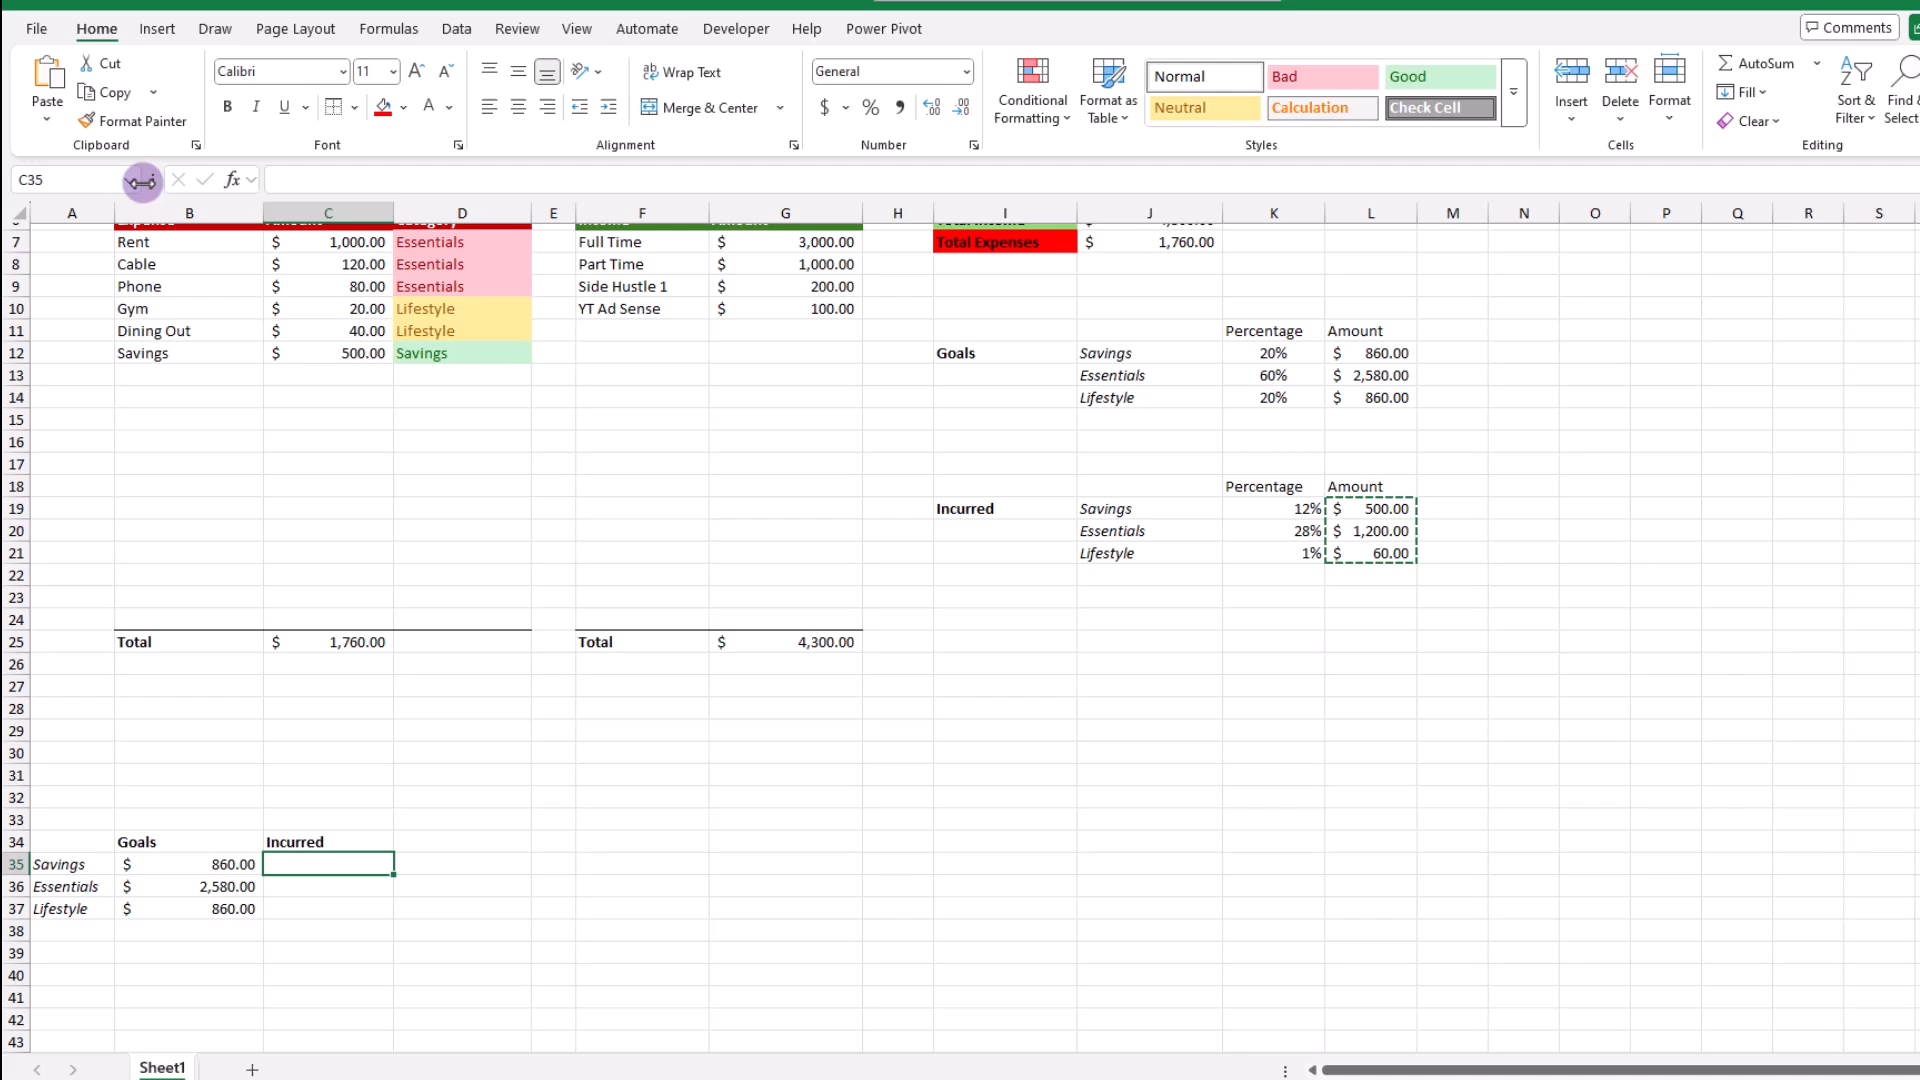 File Home Insert Draw Page Layout Formulas Data Review View Automate Developer Help Power Pivot Comments
Paste Cut Copy Format Painter Clipboard
Calibri 11 B I U A Font
Wrap Text Merge & Center Alignment
General $ % Number
Conditional Formatting Format as Table
Normal Bad Good
Neutral Calculation Check Cell
Styles
Insert Delete Format Cells
AutoSum Fill Clear Sort & Filter Find & Select Editing
C35 fx
A B C D E F G H I J K L M N O P Q R S
7 Rent $ 1,000.00 Essentials Full Time $ 3,000.00 Total Expenses $ 1,760.00
8 Cable $ 120.00 Essentials Part Time $ 1,000.00
9 Phone $ 80.00 Essentials Side Hustle 1 $ 200.00
10 Gym $ 20.00 Lifestyle YT Ad Sense $ 100.00
11 Dining Out $ 40.00 Lifestyle Percentage Amount
12 Savings $ 500.00 Savings Goals Savings 20% $ 860.00
13 Essentials 60% $ 2,580.00
14 Lifestyle 20% $ 860.00
15
16
17
18 Percentage Amount
19 Incurred Savings 12% $ 500.00
20 Essentials 28% $ 1,200.00
21 Lifestyle 1% $ 60.00
22
23
24
25 Total $ 1,760.00 Total $ 4,300.00
26
27
28
29
30
31
32
33
34 Goals Incurred
35 Savings $ 860.00
36 Essentials $ 2,580.00
37 Lifestyle $ 860.00
38
39
40
41
42
43
Sheet1